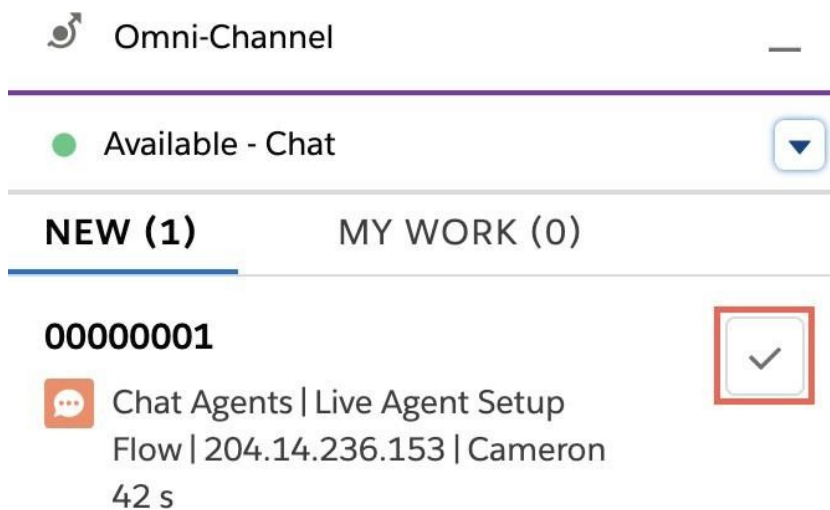 Omni-Channel
Available - Chat
NEW (1) MY WORK (0)
00000001
Chat Agents | Live Agent Setup
Flow | 204.14.236.153 | Cameron
42 s